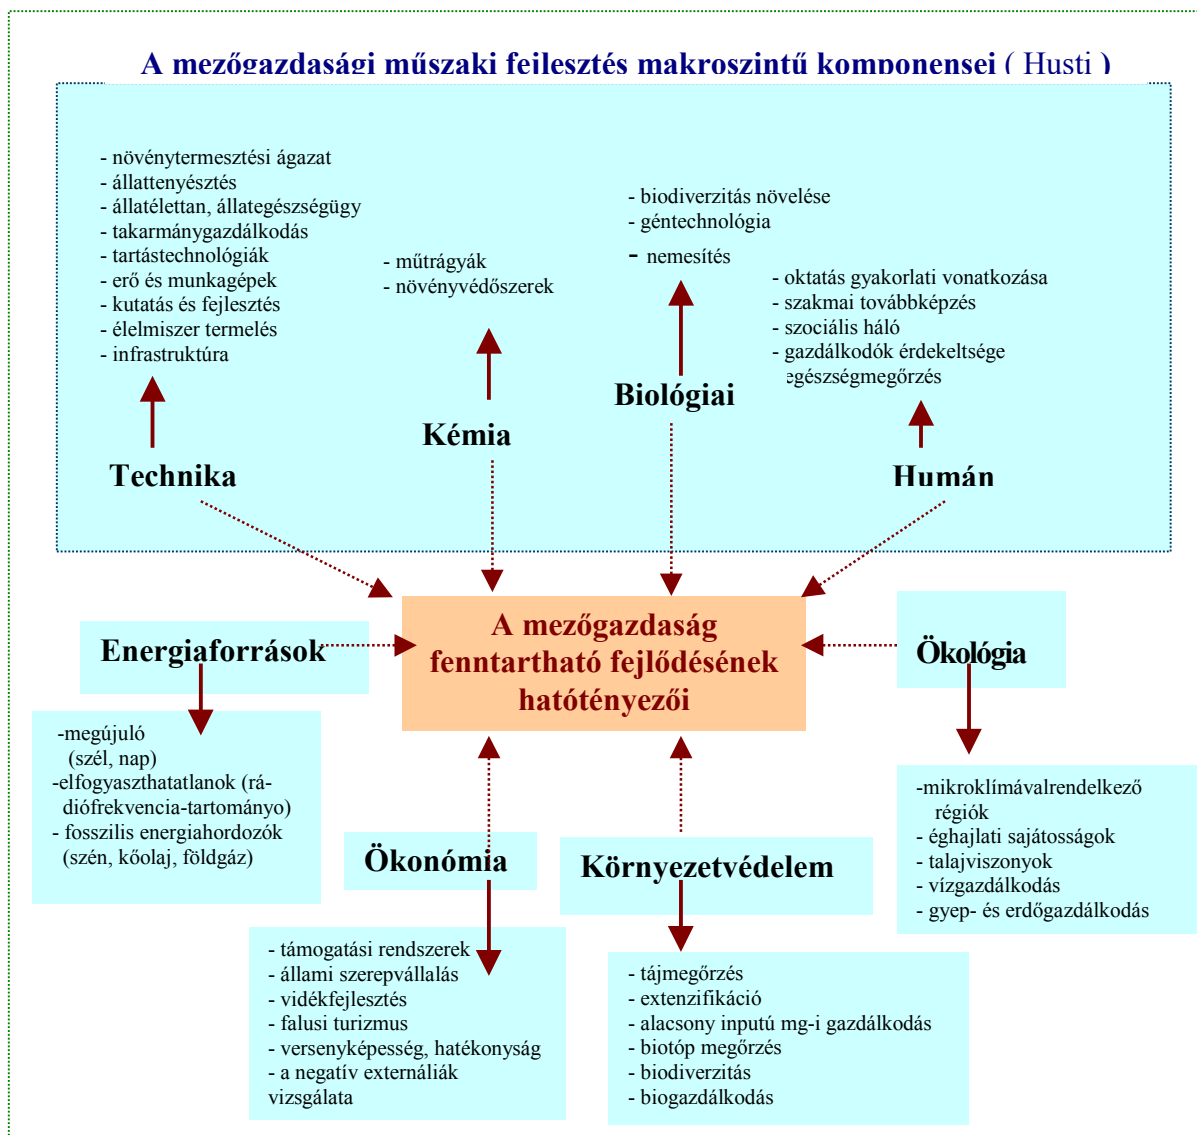 A mezőgazdasági műszaki fejlesztés makroszintű komponensei ( Husti )
- növénytermesztési ágazat
- állattenyésztés
- állatélettan, állategészségügy
- takarmánygazdálkodás
- tartástechnológiák
- erő és munkagépek
- kutatás és fejlesztés
- élelmiszer termelés
- infrastruktúra
Technika
- műtrágyák
- növényvédőszerek
Kémia
- biodiverzitás növelése
- géntechnológia
- nemesítés
Biológiai
- oktatás gyakorlati vonatkozása
- szakmai továbbképzés
- szociális háló
- gazdálkodók érdekeltsége
egészségmegőrzés
Humán
A mezőgazdaság
fenntartható fejlődésének
hatótényezői
Energiaforrások
-megújuló
(szél, nap)
-elfogyaszthatatlanok (rá-
diófrekvencia-tartományo)
- fosszilis energiahordozók
(szén, kőolaj, földgáz)
Ökológia
-mikroklímávalrendelkező
régiók
- éghajlati sajátosságok
- talajviszonyok
- vízgazdálkodás
- gyep- és erdőgazdálkodás
Ökonómia
- támogatási rendszerek
- állami szerepvállalás
- vidékfejlesztés
- falusi turizmus
- versenyképesség, hatékonyság
- a negatív externáliák
vizsgálata
Környezetvédelem
- tájmegőrzés
- extenzifikáció
- alacsony inputú mg-i gazdálkodás
- biotóp megőrzés
- biodiverzitás
- biogazdálkodás